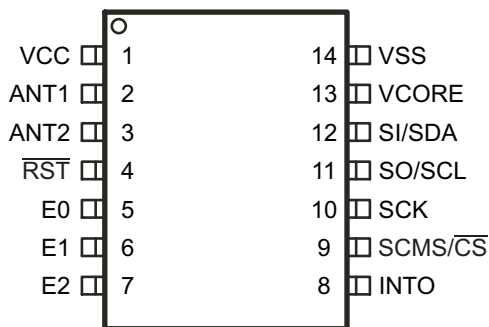 VCC 1 14 VSS
ANT1 2 13 VCORE
ANT2 3 12 SI/SDA
RST 4 11 SO/SCL
E0 5 10 SCK
E1 6 9 SCMS/CS
E2 7 8 INTO